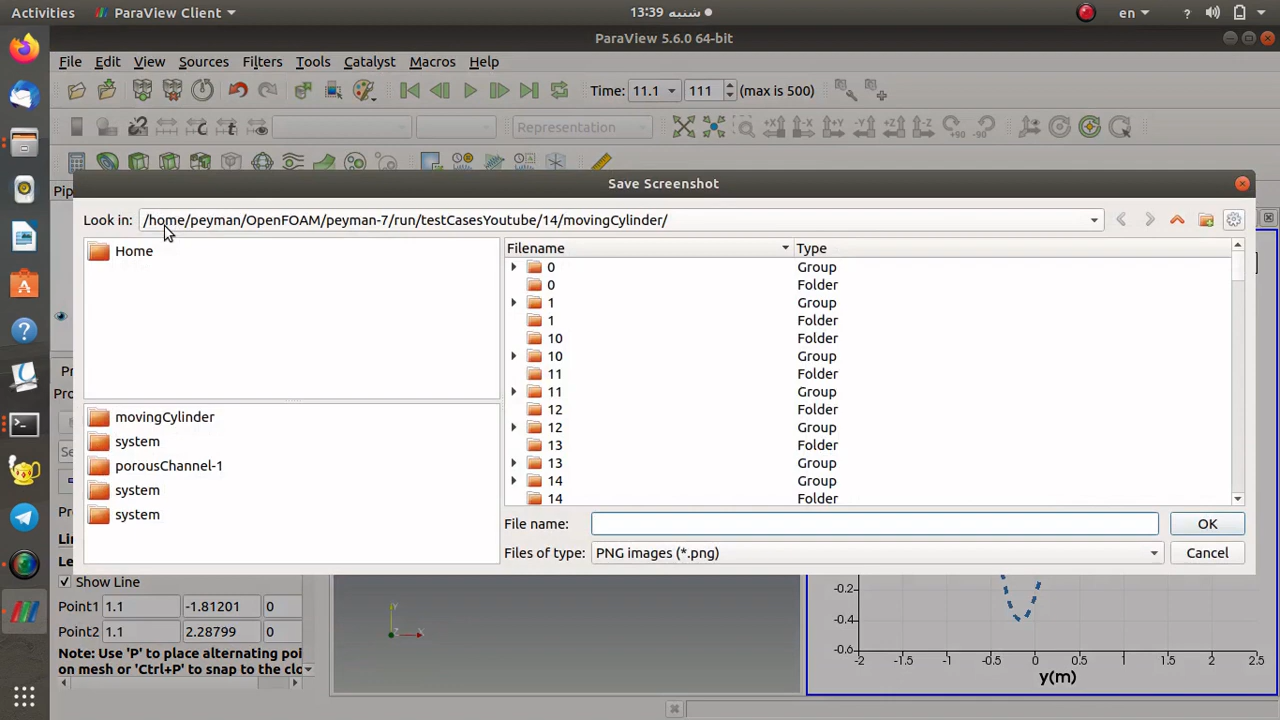 Activities
ParaView Client
شنبه 13:39
en
?
ParaView 5.6.0 64-bit
File Edit View Sources Filters Tools Catalyst Macros Help
Time: 11.1 111 (max is 500)
Representation
+X -X +Y -Y +Z -Z +90 -90
Pip
Save Screenshot
Look in: /home/peyman/OpenFOAM/peyman-7/run/testCasesYoutube/14/movingCylinder/
Home
movingCylinder
system
porousChannel-1
system
system
Filename Type
0 Group
0 Folder
1 Group
1 Folder
10 Folder
10 Group
11 Folder
11 Group
12 Folder
12 Group
13 Folder
13 Group
14 Group
14 Folder
File name: OK
Files of type: PNG images (*.png) Cancel
Show Line
Point1 1.1 -1.81201 0
Point2 1.1 2.28799 0
Note: Use 'P' to place alternating poi
on mesh or 'Ctrl+P' to snap to the clo
Y
X
Z
-0.2
-0.4
-0.6
-2 -1.5 -1 -0.5 0 0.5 1 1.5 2 2.5
y(m)